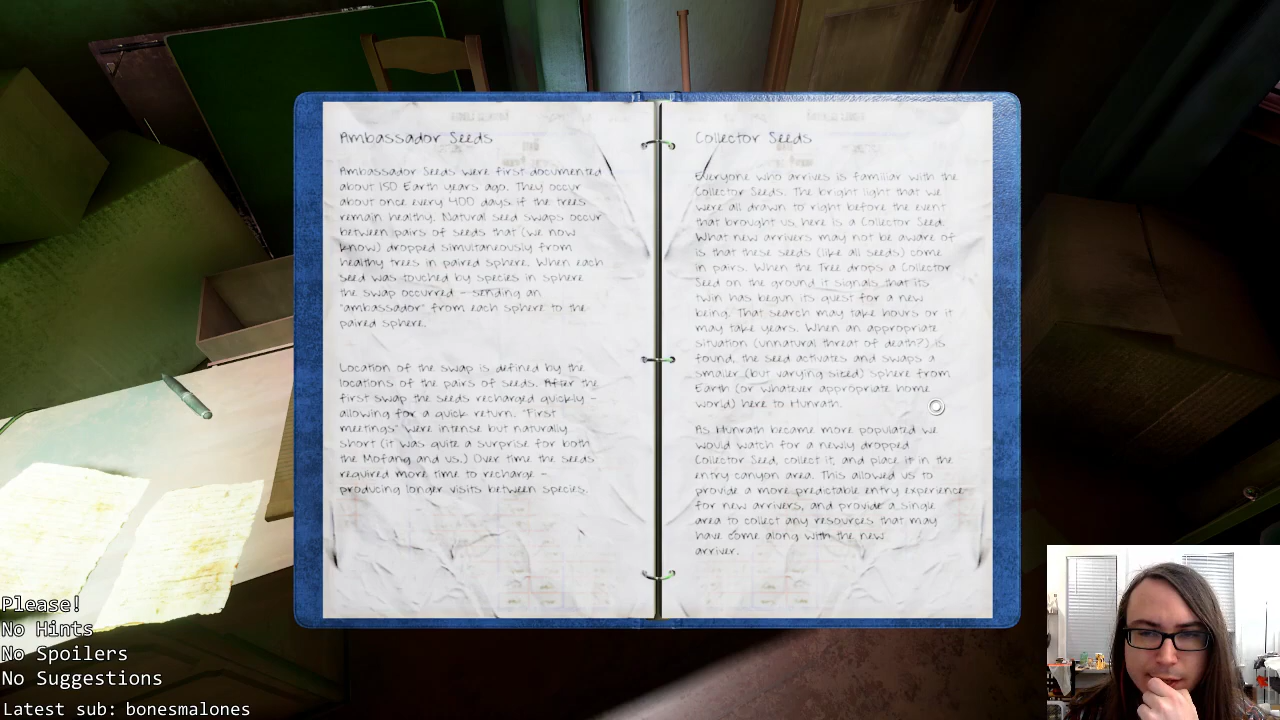 Ambassador Seeds
Ambassador Seeds were first documented
about 150 Earth years ago. They occur
about once every 400 days, if the trees
remain healthy. Natural seed swaps occur
between pairs of seeds that (we now
know) dropped simultaneously from
healthy trees in paired sphere. When each
seed was touched by species in sphere
the swap occurred - sending an
"ambassador" from each sphere to the
paired sphere.
Location of the swap is defined by the
locations of the pairs of seeds. After the
first swap the seeds recharged quickly -
allowing for a quick return. "First
meetings" were intense but naturally
short (it was quite a surprise for both
the Mofang and us.) Over time the seeds
required more time to recharge -
producing longer visits between species.
Collector Seeds
Everyone who arrives is familiar with the
Collector Seeds. The bright light that we
were all drawn to right before the event
that brought us here is a Collector Seed.
What new arrivers may not be aware of
is that these seeds (like all seeds) come
in pairs. When the Tree drops a Collector
Seed on the ground it signals that its
twin has begun its quest for a new
being. That search may take hours or it
may take years. When an appropriate
situation (unnatural threat of death?) is
found, the seed activates and swaps a
smaller (but varying sized) sphere from
Earth (or whatever appropriate home
world) here to Hunrath.
As Hunrath became more populated we
would watch for a newly dropped
Collector Seed, collect it, and place it in the
entry canyon area. This allowed us to
provide a more predictable entry experience
for new arrivers, and provide a single
area to collect any resources that may
have come along with the new
arriver.
Please!
No Hints
No Spoilers
No Suggestions
Latest sub: bonesmalones